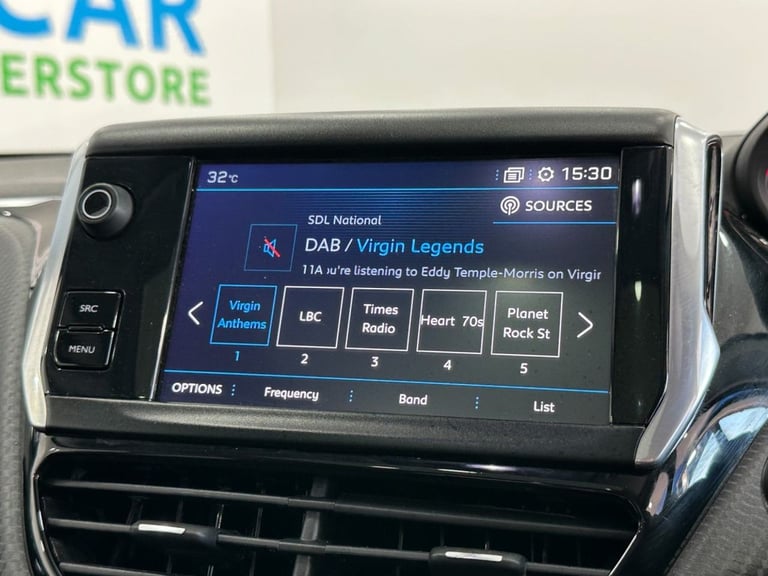 CAR
ERSTORE
32°C
15:30
SOURCES
SDL National
DAB / Virgin Legends
11A u're listening to Eddy Temple-Morris on Virgir
Virgin
Anthems
LBC
Times
Radio
Heart 70s
Planet
Rock St
1
2
3
4
5
OPTIONS
Frequency
Band
List
SRC
MENU